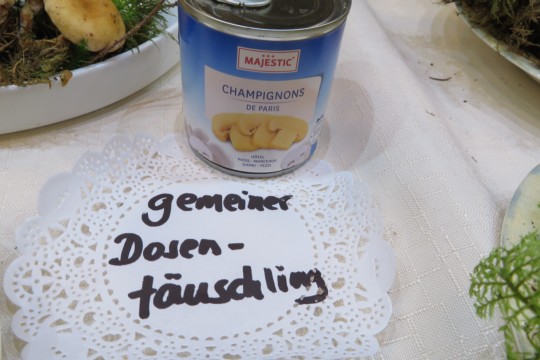 MAJESTIC
CHAMPIGNONS
DE PARIS
gemeiner
Dosen-
täuschling